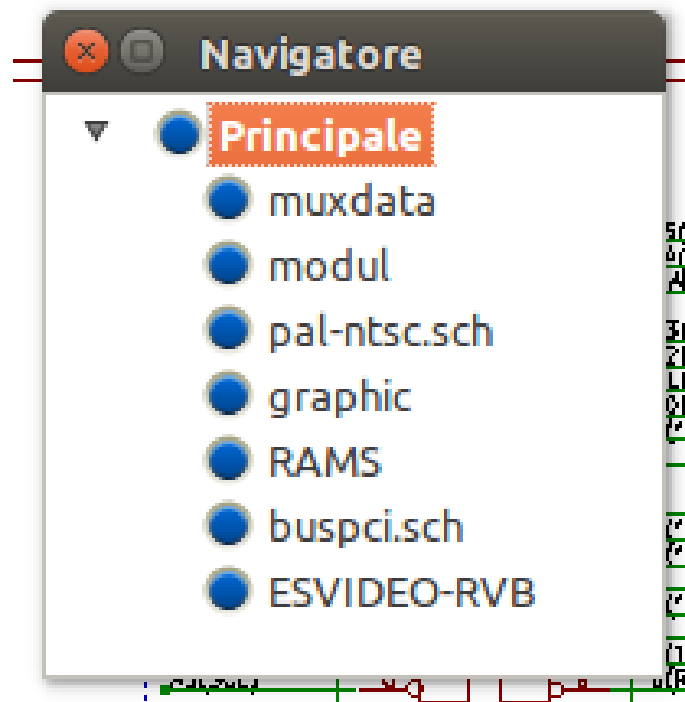 Navigatore
Principale
muxdata
modul
pal-ntsc.sch
graphic
RAMS
buspci.sch
ESVIDEO-RVB